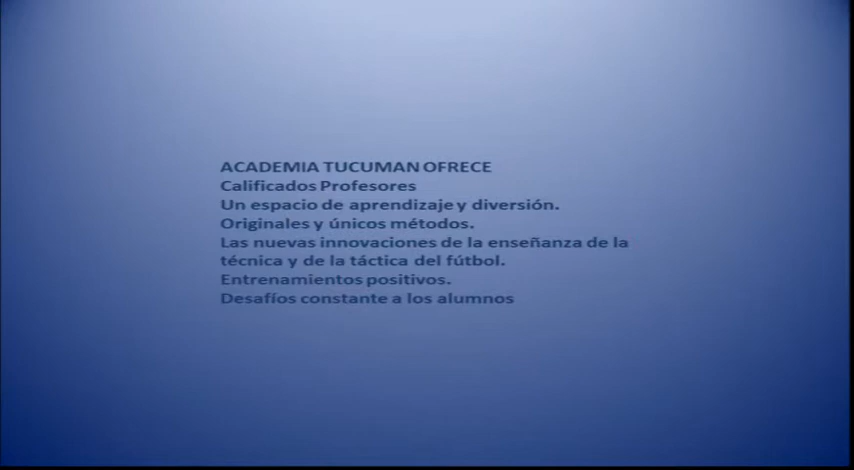 ACADEMIA TUCUMAN OFRECE
Calificados Profesores
Un espacio de aprendizaje y diversión.
Originales y únicos métodos.
Las nuevas innovaciones de la enseñanza de la
técnica y de la táctica del fútbol.
Entrenamientos positivos.
Desafíos constante a los alumnos